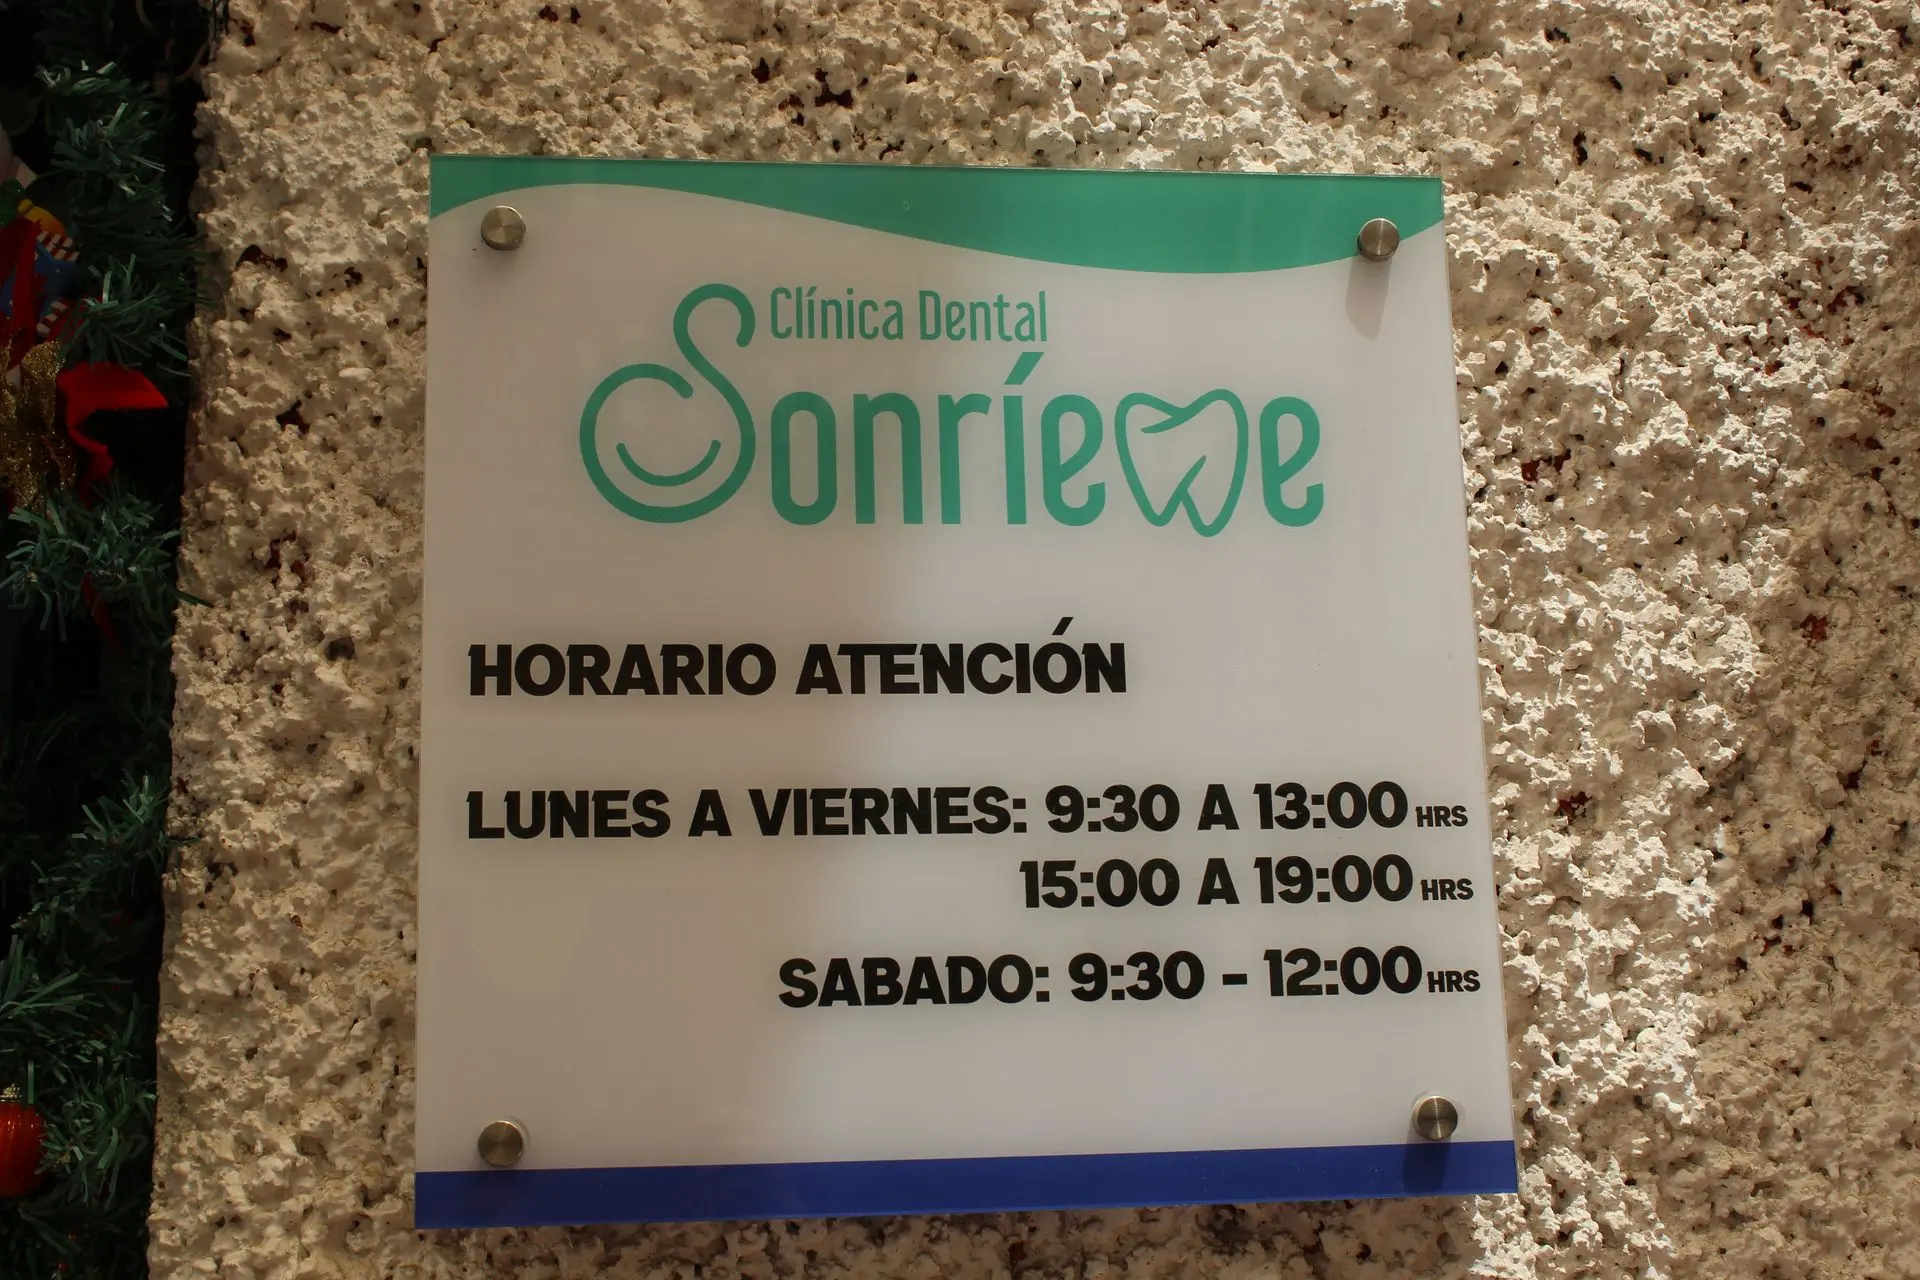 Clínica Dental
Sonríeme
HORARIO ATENCIÓN
LUNES A VIERNES: 9:30 A 13:00 HRS
15:00 A 19:00 HRS
SABADO: 9:30 - 12:00 HRS